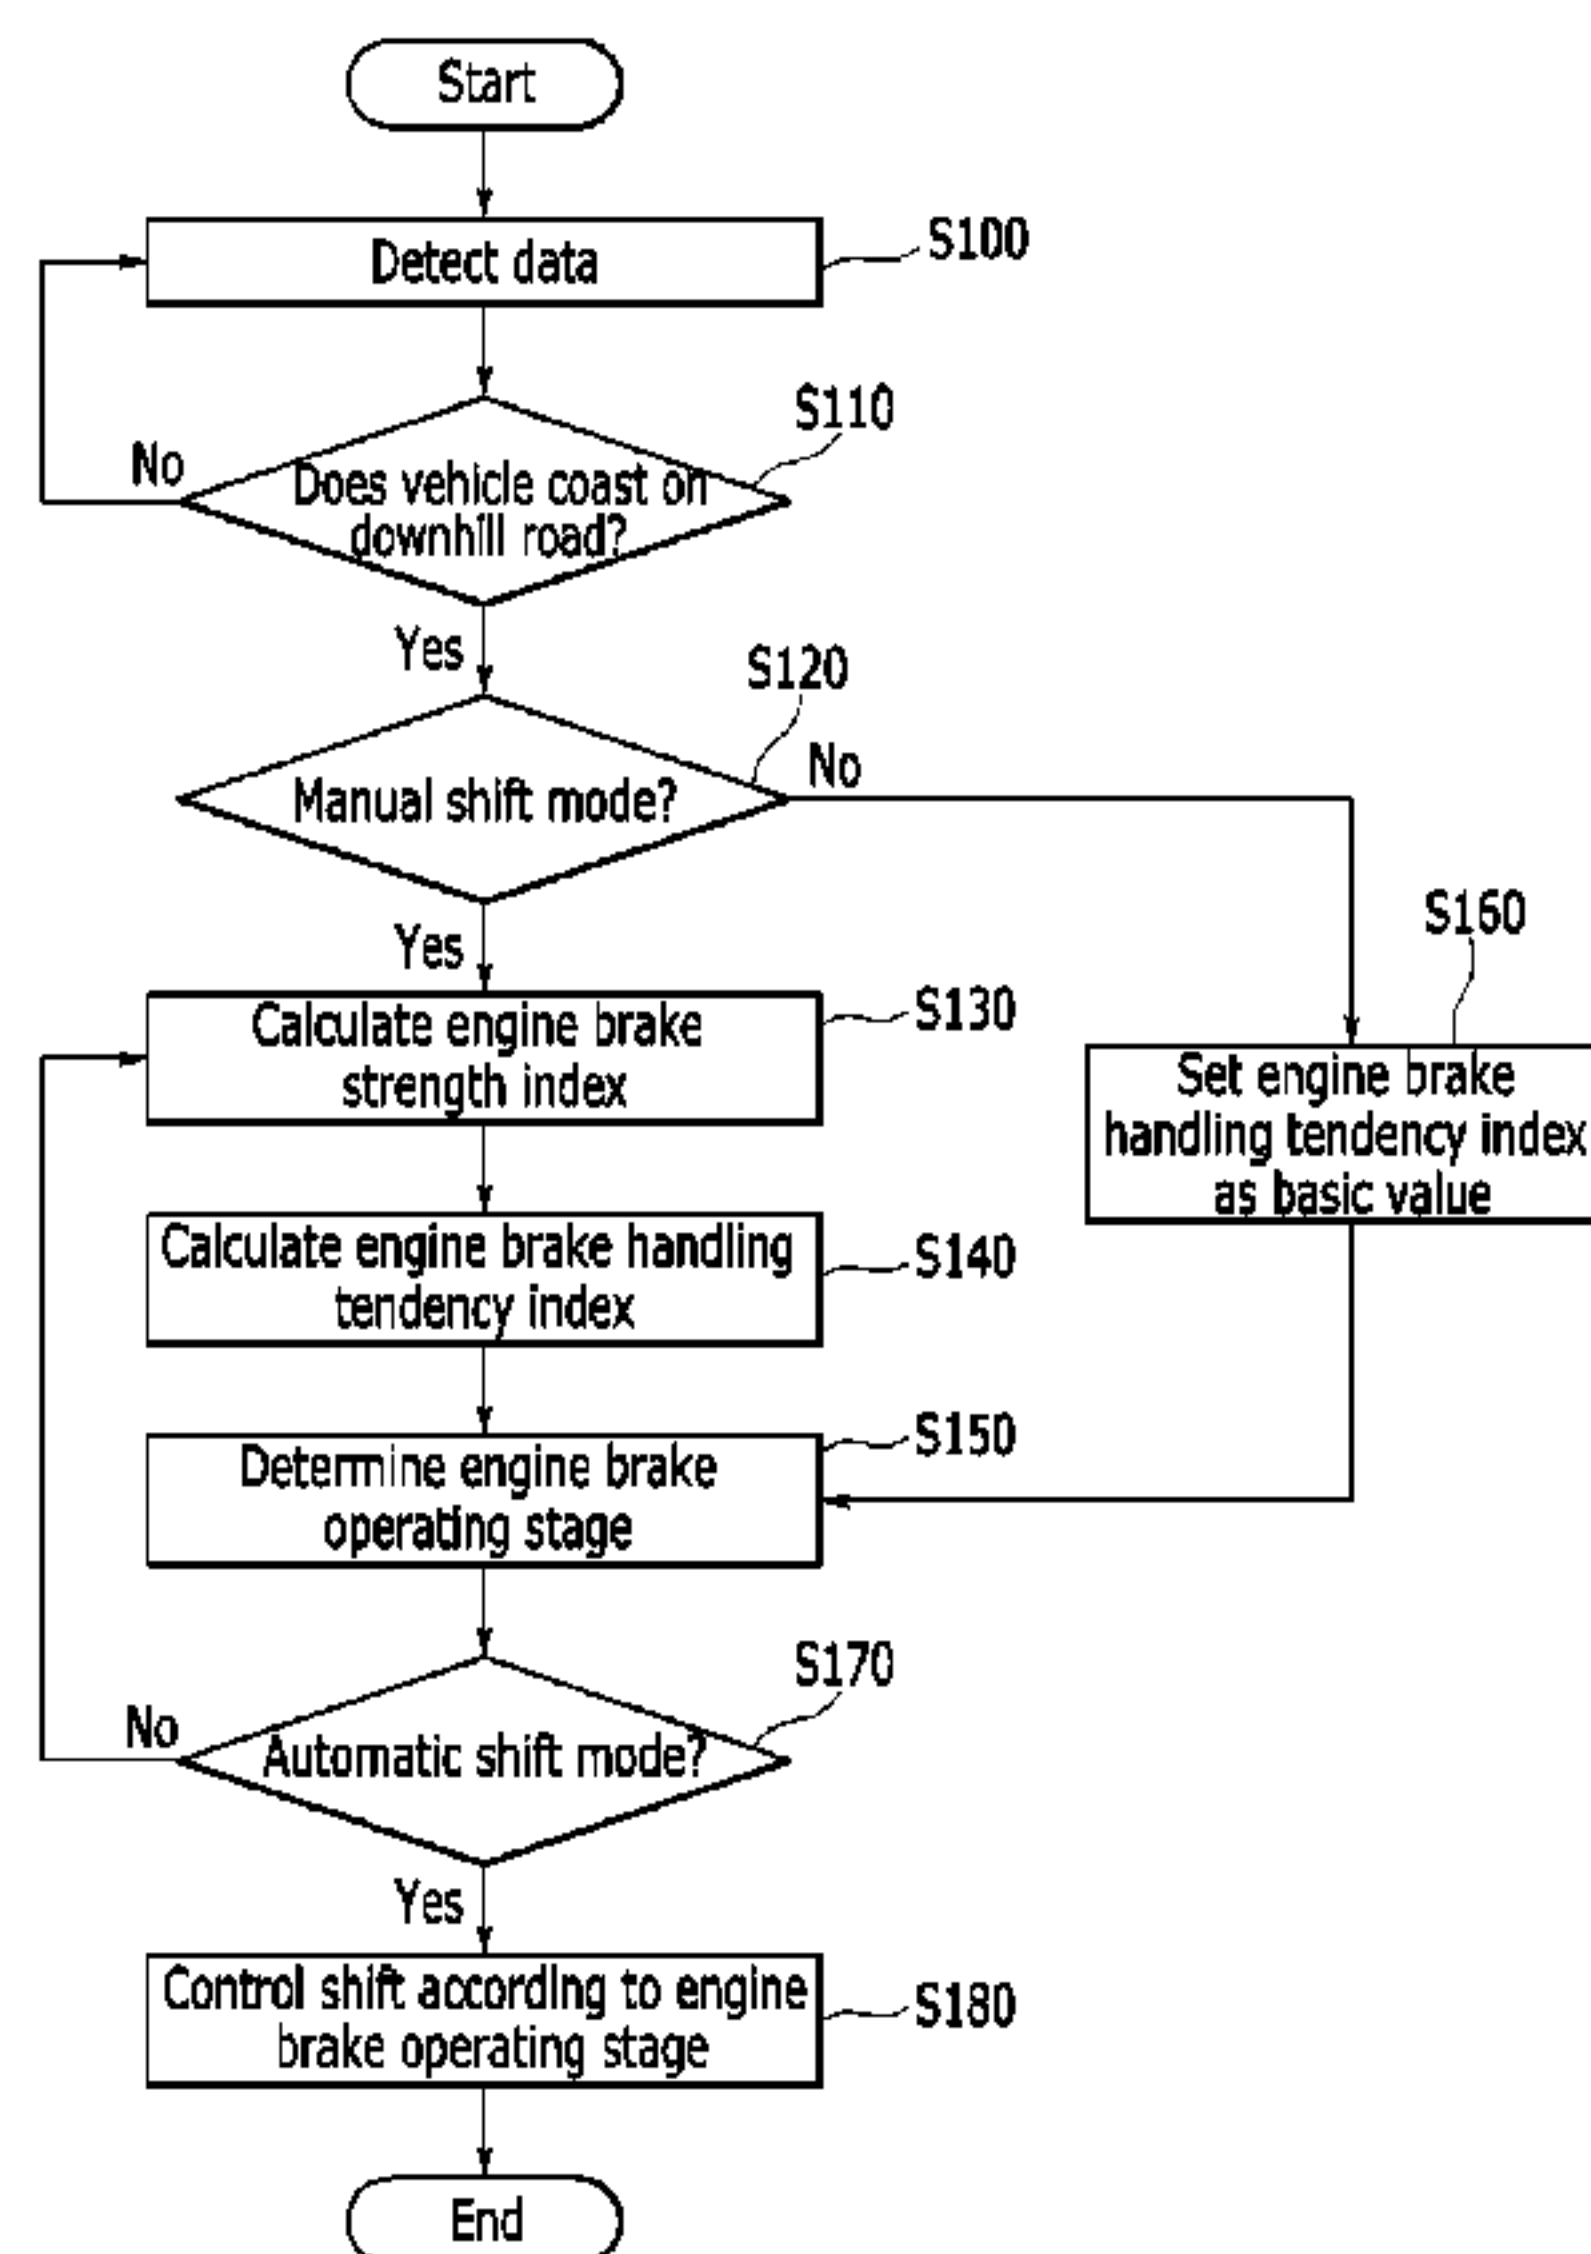 Start
Detect data
S100
S110
No
Does vehicle coast on
downhill road?
Yes
S120
Manual shift mode?
No
Yes
S160
Calculate engine brake
strength index
S130
Set engine brake
handling tendency index
as basic value
Calculate engine brake handling
tendency index
S140
Determine engine brake
operating stage
S150
S170
No
Automatic shift mode?
Yes
Control shift according to engine
brake operating stage
S180
End